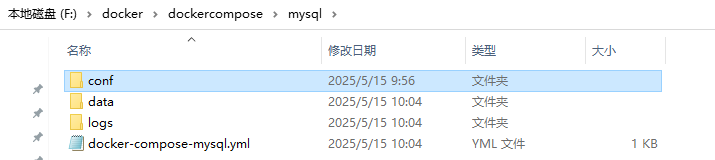 本地磁盘 (F:) › docker › dockercompose › mysql ›
名称 修改日期 类型 大小
conf 2025/5/15 9:56 文件夹
data 2025/5/15 10:04 文件夹
logs 2025/5/15 10:04 文件夹
docker-compose-mysql.yml 2025/5/15 10:04 YML 文件 1 KB